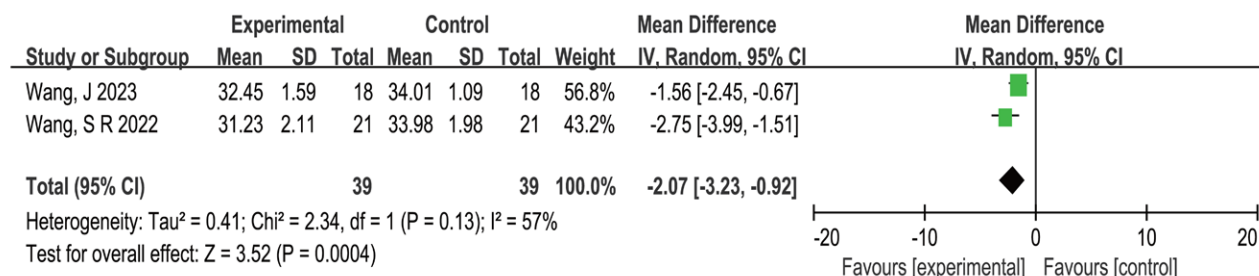 Experimental Control Mean Difference Mean Difference
Study or Subgroup Mean SD Total Mean SD Total Weight IV, Random, 95% CI IV, Random, 95% CI
Wang, J 2023 32.45 1.59 18 34.01 1.09 18 56.8% -1.56 [-2.45, -0.67]
Wang, S R 2022 31.23 2.11 21 33.98 1.98 21 43.2% -2.75 [-3.99, -1.51]
Total (95% CI) 39 39 100.0% -2.07 [-3.23, -0.92]
Heterogeneity: Tau² = 0.41; Chi² = 2.34, df = 1 (P = 0.13); I² = 57%
Test for overall effect: Z = 3.52 (P = 0.0004)
-20 -10 0 10 20
Favours [experimental] Favours [control]